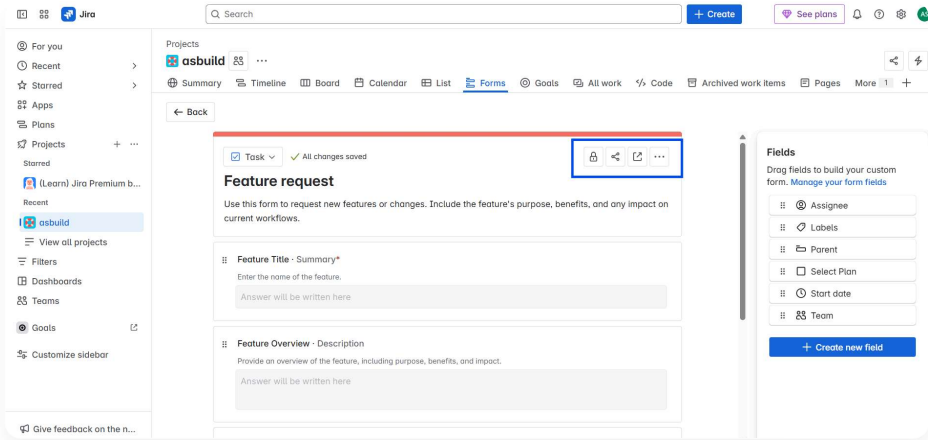 Jira
Search
+ Create
See plans
AS
For you
Recent
Starred
Apps
Plans
Projects
Starred
(Learn) Jira Premium b...
Recent
asbuild
View all projects
Filters
Dashboards
Teams
Goals
Customize sidebar
Give feedback on the n...
Projects
asbuild
Summary Timeline Board Calendar List Forms Goals All work Code Archived work items Pages More 1 +
← Back
Task All changes saved
Feature request
Use this form to request new features or changes. Include the feature's purpose, benefits, and any impact on
current workflows.
Feature Title · Summary*
Enter the name of the feature.
Answer will be written here
Feature Overview · Description
Provide an overview of the feature, including purpose, benefits, and impact.
Answer will be written here
Fields
Drag fields to build your custom
form. Manage your form fields
Assignee
Labels
Parent
Select Plan
Start date
Team
+ Create new field